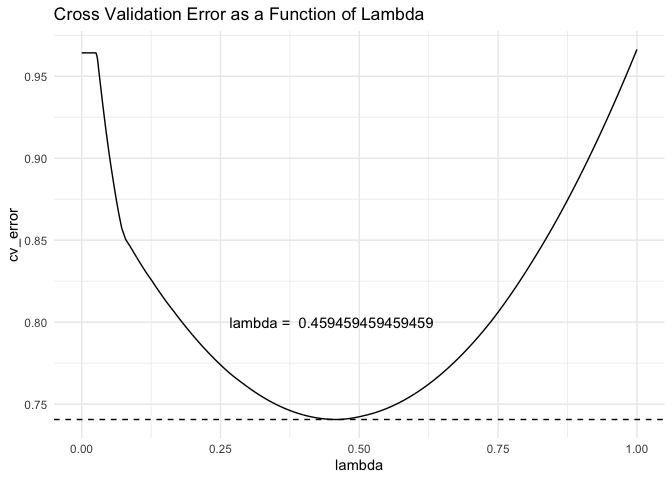 Cross Validation Error as a Function of Lambda
0.95
0.90
0.85
cv_error
0.80
lambda =  0.459459459459459
0.75
0.00 0.25 0.50 0.75 1.00
lambda